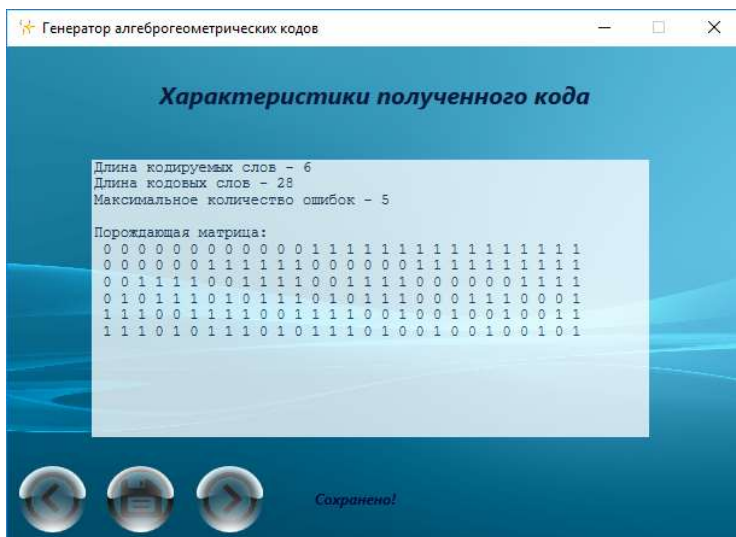 Генератор алгеброгеометрических кодов
Характеристики полученного кода
Длина кодируемых слов - 6
Длина кодовых слов - 28
Максимальное количество ошибок - 5
Порождающая матрица:
0 0 0 0 0 0 0 0 0 0 0 0 1 1 1 1 1 1 1 1 1 1 1 1 1 1 1 1
0 0 0 0 0 0 1 1 1 1 1 1 0 0 0 0 0 0 1 1 1 1 1 1 1 1 1 1
0 0 1 1 1 1 0 0 1 1 1 1 0 0 1 1 1 1 0 0 0 0 0 0 1 1 1 1
0 1 0 1 1 1 0 1 0 1 1 1 0 1 0 1 1 1 0 0 0 1 1 1 0 0 0 1
1 1 1 0 0 1 1 1 1 0 0 1 1 1 1 0 0 1 0 0 1 0 0 1 0 0 1 1
1 1 1 0 1 0 1 1 1 0 1 0 1 1 1 0 1 0 0 1 0 0 1 0 0 1 0 1
Сохранено!